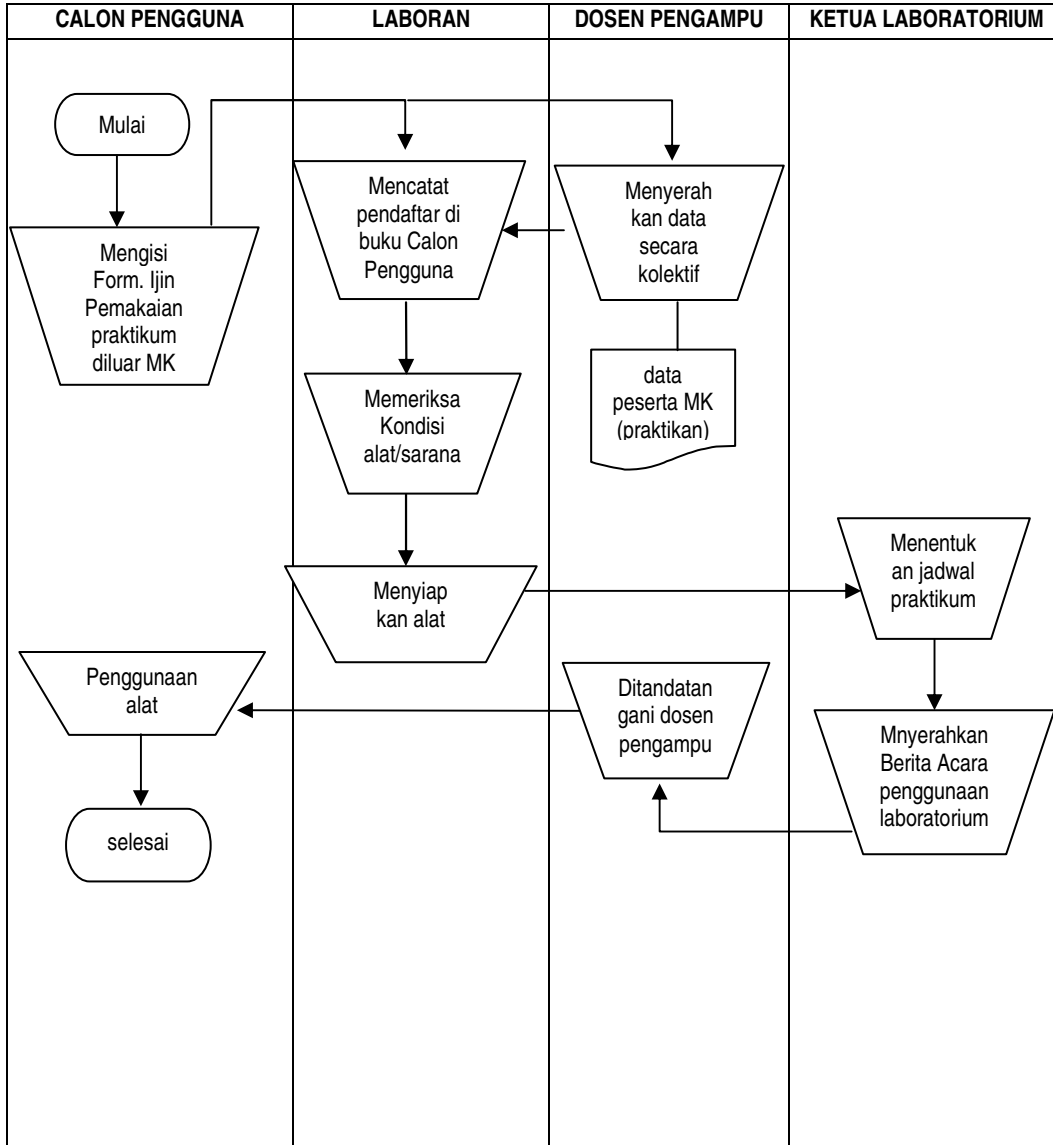 CALON PENGGUNA
LABORAN
DOSEN PENGAMPU
KETUA LABORATORIUM
Mulai
Mengisi
Form. Ijin
Pemakaian
praktikum
diluar MK
Mencatat
pendaftar di
buku Calon
Pengguna
Menyerah
kan data
secara
kolektif
data
peserta MK
(praktikan)
Memeriksa
Kondisi
alat/sarana
Menyiap
kan alat
Menentuk
an jadwal
praktikum
Mnyerahkan
Berita Acara
penggunaan
laboratorium
Ditandatan
gani dosen
pengampu
Penggunaan
alat
selesai